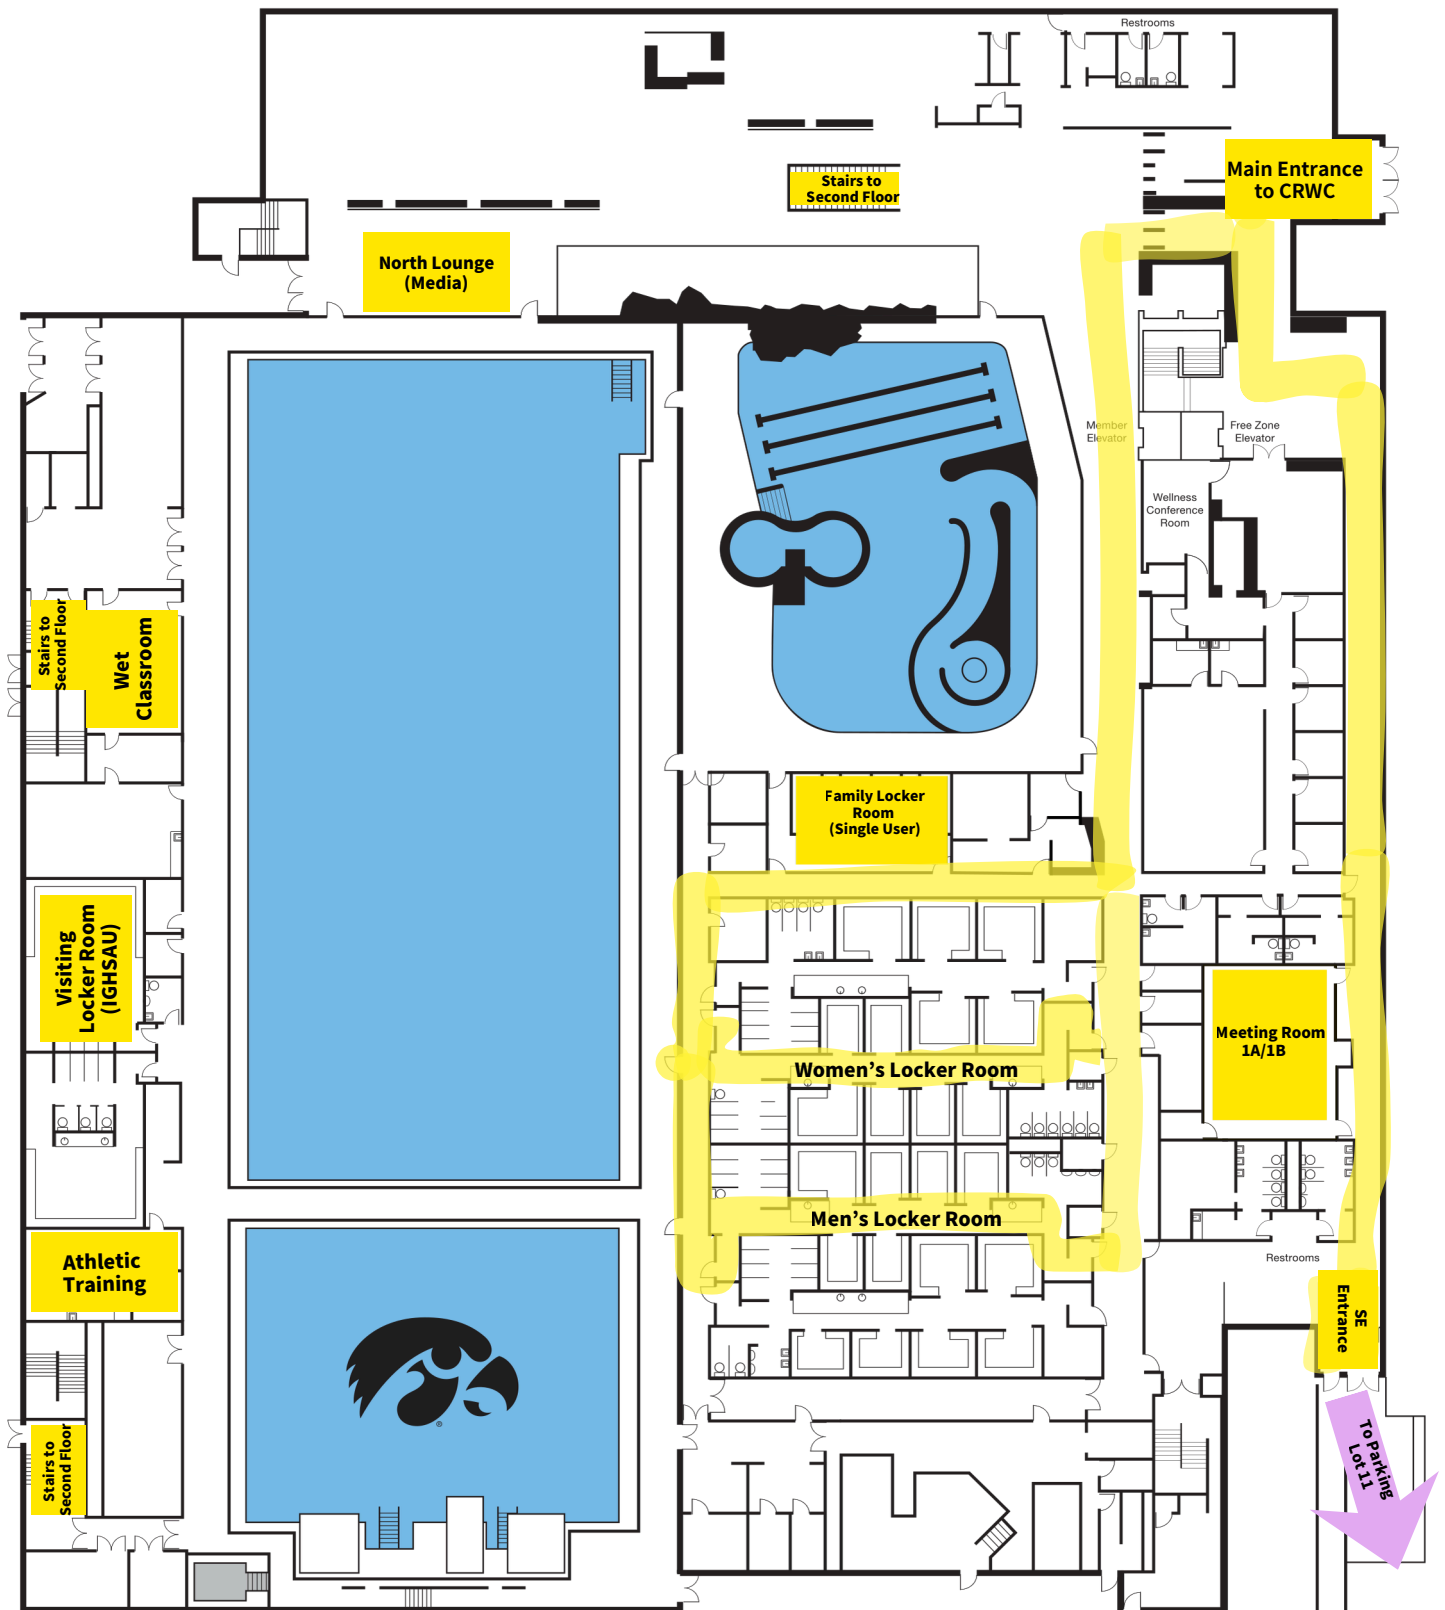 Restrooms
Main Entrance
to CRWC
Stairs to
Second Floor
North Lounge
(Media)
Member
Elevator
Free Zone
Elevator
Wellness
Conference
Room
Stairs to
Second Floor
Wet
Classroom
Family Locker
Room
(Single User)
Visiting
Locker Room
(IGHSAU)
Meeting Room
1A/1B
Women's Locker Room
Men's Locker Room
Athletic
Training
Restrooms
SE
Entrance
Stairs to
Second Floor
To Parking
Lot 11
®